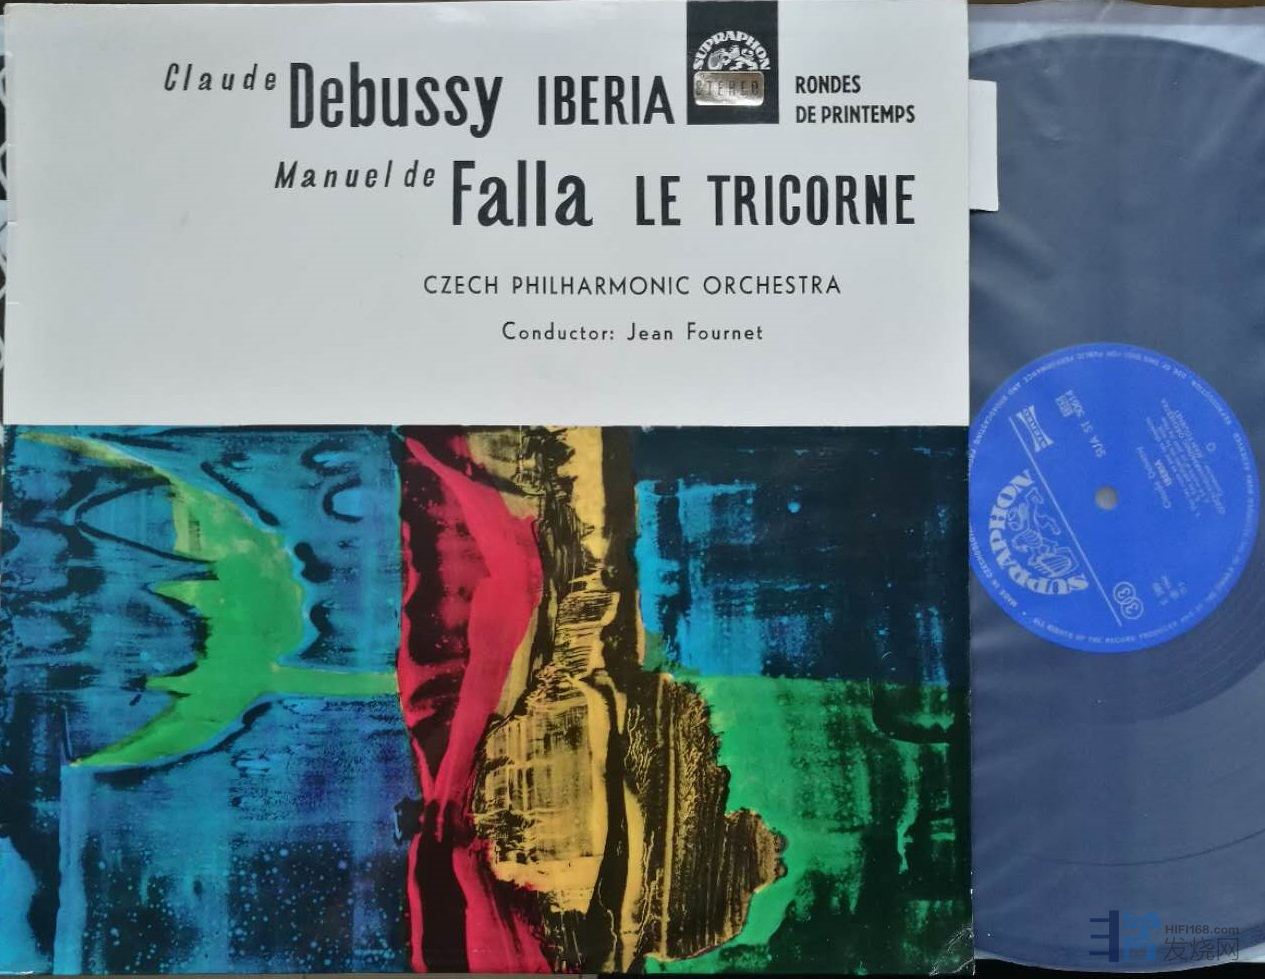 Claude Debussy IBERIA
SUPRAPHON
STEREO
RONDES
DE PRINTEMPS
Manuel de Falla LE TRICORNE
CZECH PHILHARMONIC ORCHESTRA
Conductor: Jean Fournet
SUPRAPHON
33
HIFI168.com
发烧网